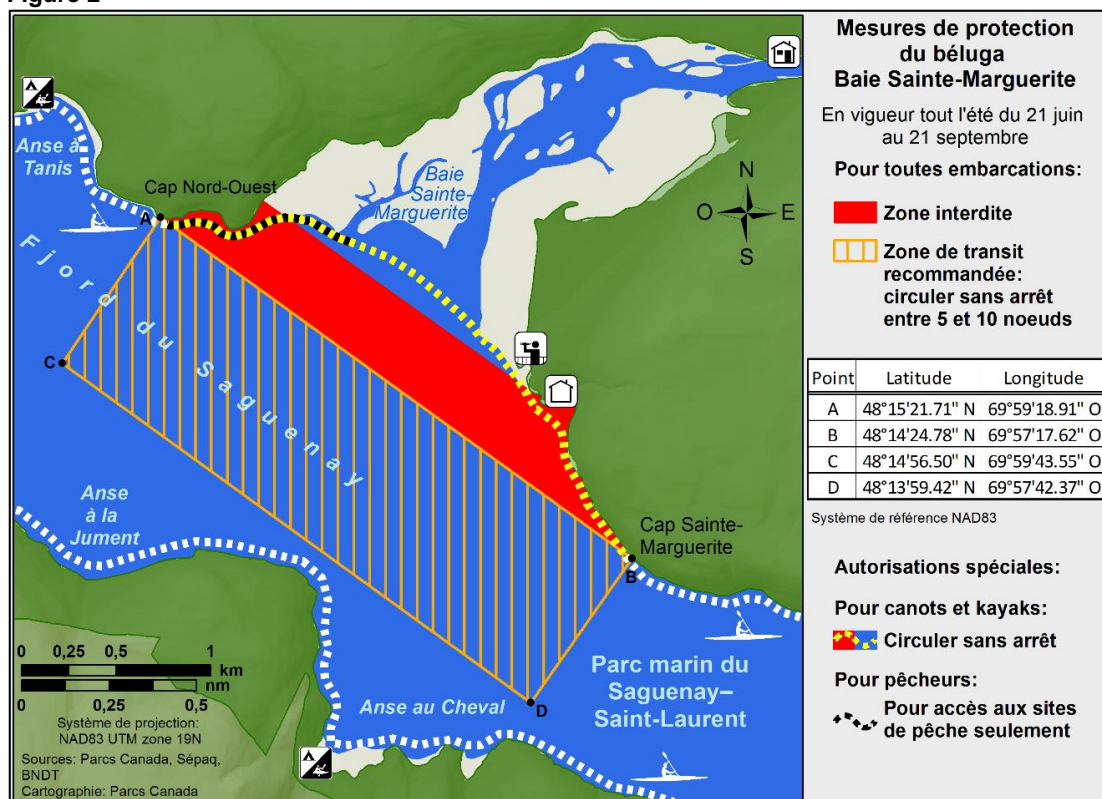 Figure 2
Anse à
Tanis
Cap Nord-Ouest
A
Baie
Sainte-
Marguerite
N
O
E
S
Fjord du Saguenay
C
Anse
à la
Jument
Cap Sainte-
Marguerite
B
Parc marin du
Saguenay–
Saint-Laurent
Anse au Cheval
D
0 0,25 0,5 1
km
nm
0 0,5
Système de projection:
NAD83 UTM zone 19N
Sources: Parcs Canada, Sépaq,
BNDT
Cartographie: Parcs Canada
Mesures de protection
du béluga
Baie Sainte-Marguerite
En vigueur tout l'été du 21 juin
au 21 septembre
Pour toutes embarcations:
Zone interdite
Zone de transit
recommandée:
circuler sans arrêt
entre 5 et 10 noeuds
Point Latitude Longitude
A 48°15'21.71" N 69°59'18.91" O
B 48°14'24.78" N 69°57'17.62" O
C 48°14'56.50" N 69°59'43.55" O
D 48°13'59.42" N 69°57'42.37" O
Système de référence NAD83
Autorisations spéciales:
Pour canots et kayaks:
Circuler sans arrêt
Pour pêcheurs:
Pour accès aux sites
de pêche seulement